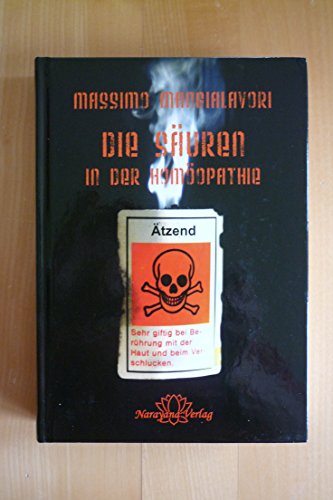 MASSIMO MANGIALAVORI
DIE SÄUREN
IN DER HOMÖOPATHIE
Ätzend
Sehr giftig bei Be-
rührung mit der
Haut und beim Ver
schlucken.
Narayana Verlag